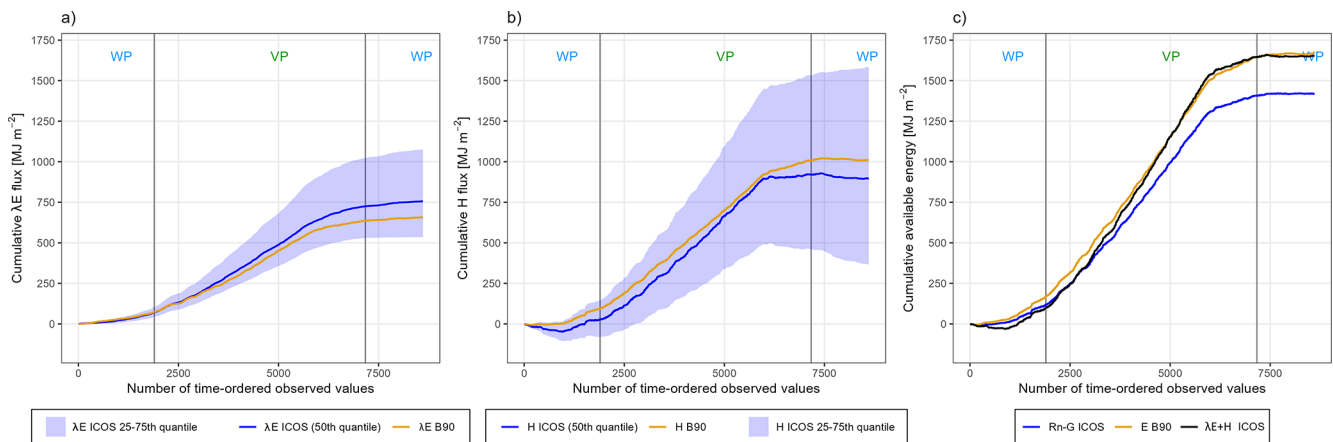 a)
WP VP WP
1750
1500
1250
1000
750
500
250
0
Cumulative λE flux [MJ m⁻²]
0 2500 5000 7500
Number of time-ordered observed values
λE ICOS 25-75th quantile λE ICOS (50th quantile) λE B90
b)
WP VP WP
1750
1500
1250
1000
750
500
250
0
Cumulative H flux [MJ m⁻²]
0 2500 5000 7500
Number of time-ordered observed values
H ICOS (50th quantile) H B90 H ICOS 25-75th quantile
c)
WP VP WP
1750
1500
1250
1000
750
500
250
0
Cumulative available energy [MJ m⁻²]
0 2500 5000 7500
Number of time-ordered observed values
Rn-G ICOS E B90 λE+H ICOS